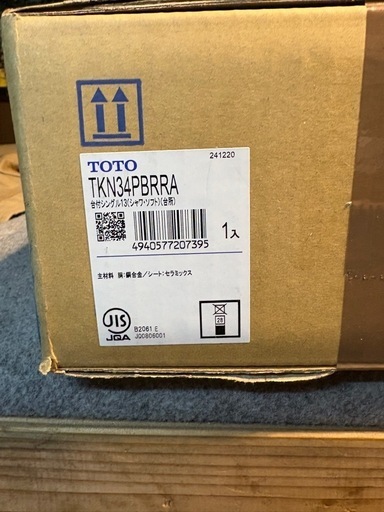 TOTO
241220
TKN34PBRRA
台付シングル13(シャワ・ソフト)(台所)
1入
4940577207395
主材料 胴:銅合金/シート:セラミックス
JIS
JQA
B2061 E
JQ0806001